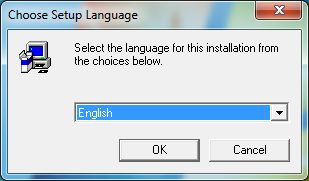 Choose Setup Language
Select the language for this installation from
the choices below.
English
OK
Cancel